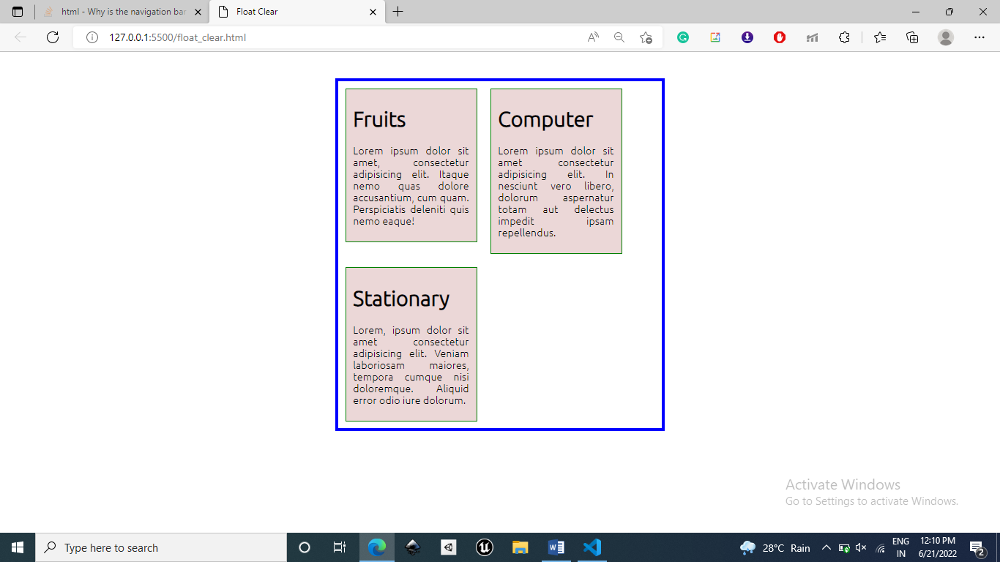 html - Why is the navigation bar
Float Clear
127.0.0.1:5500/float_clear.html
Fruits
Lorem ipsum dolor sit
amet, consectetur
adipisicing elit. Itaque
nemo quas dolore
accusantium, cum quam.
Perspiciatis deleniti quis
nemo eaque!
Computer
Lorem ipsum dolor sit
amet consectetur
adipisicing elit. In
nesciunt vero libero,
dolorum aspernatur
totam aut delectus
impedit ipsam
repellendus.
Stationary
Lorem, ipsum dolor sit
amet consectetur
adipisicing elit. Veniam
laboriosam maiores,
tempora cumque nisi
doloremque. Aliquid
error odio iure dolorum.
Activate Windows
Go to Settings to activate Windows.
Type here to search
28°C Rain
ENG
IN
12:10 PM
6/21/2022
2